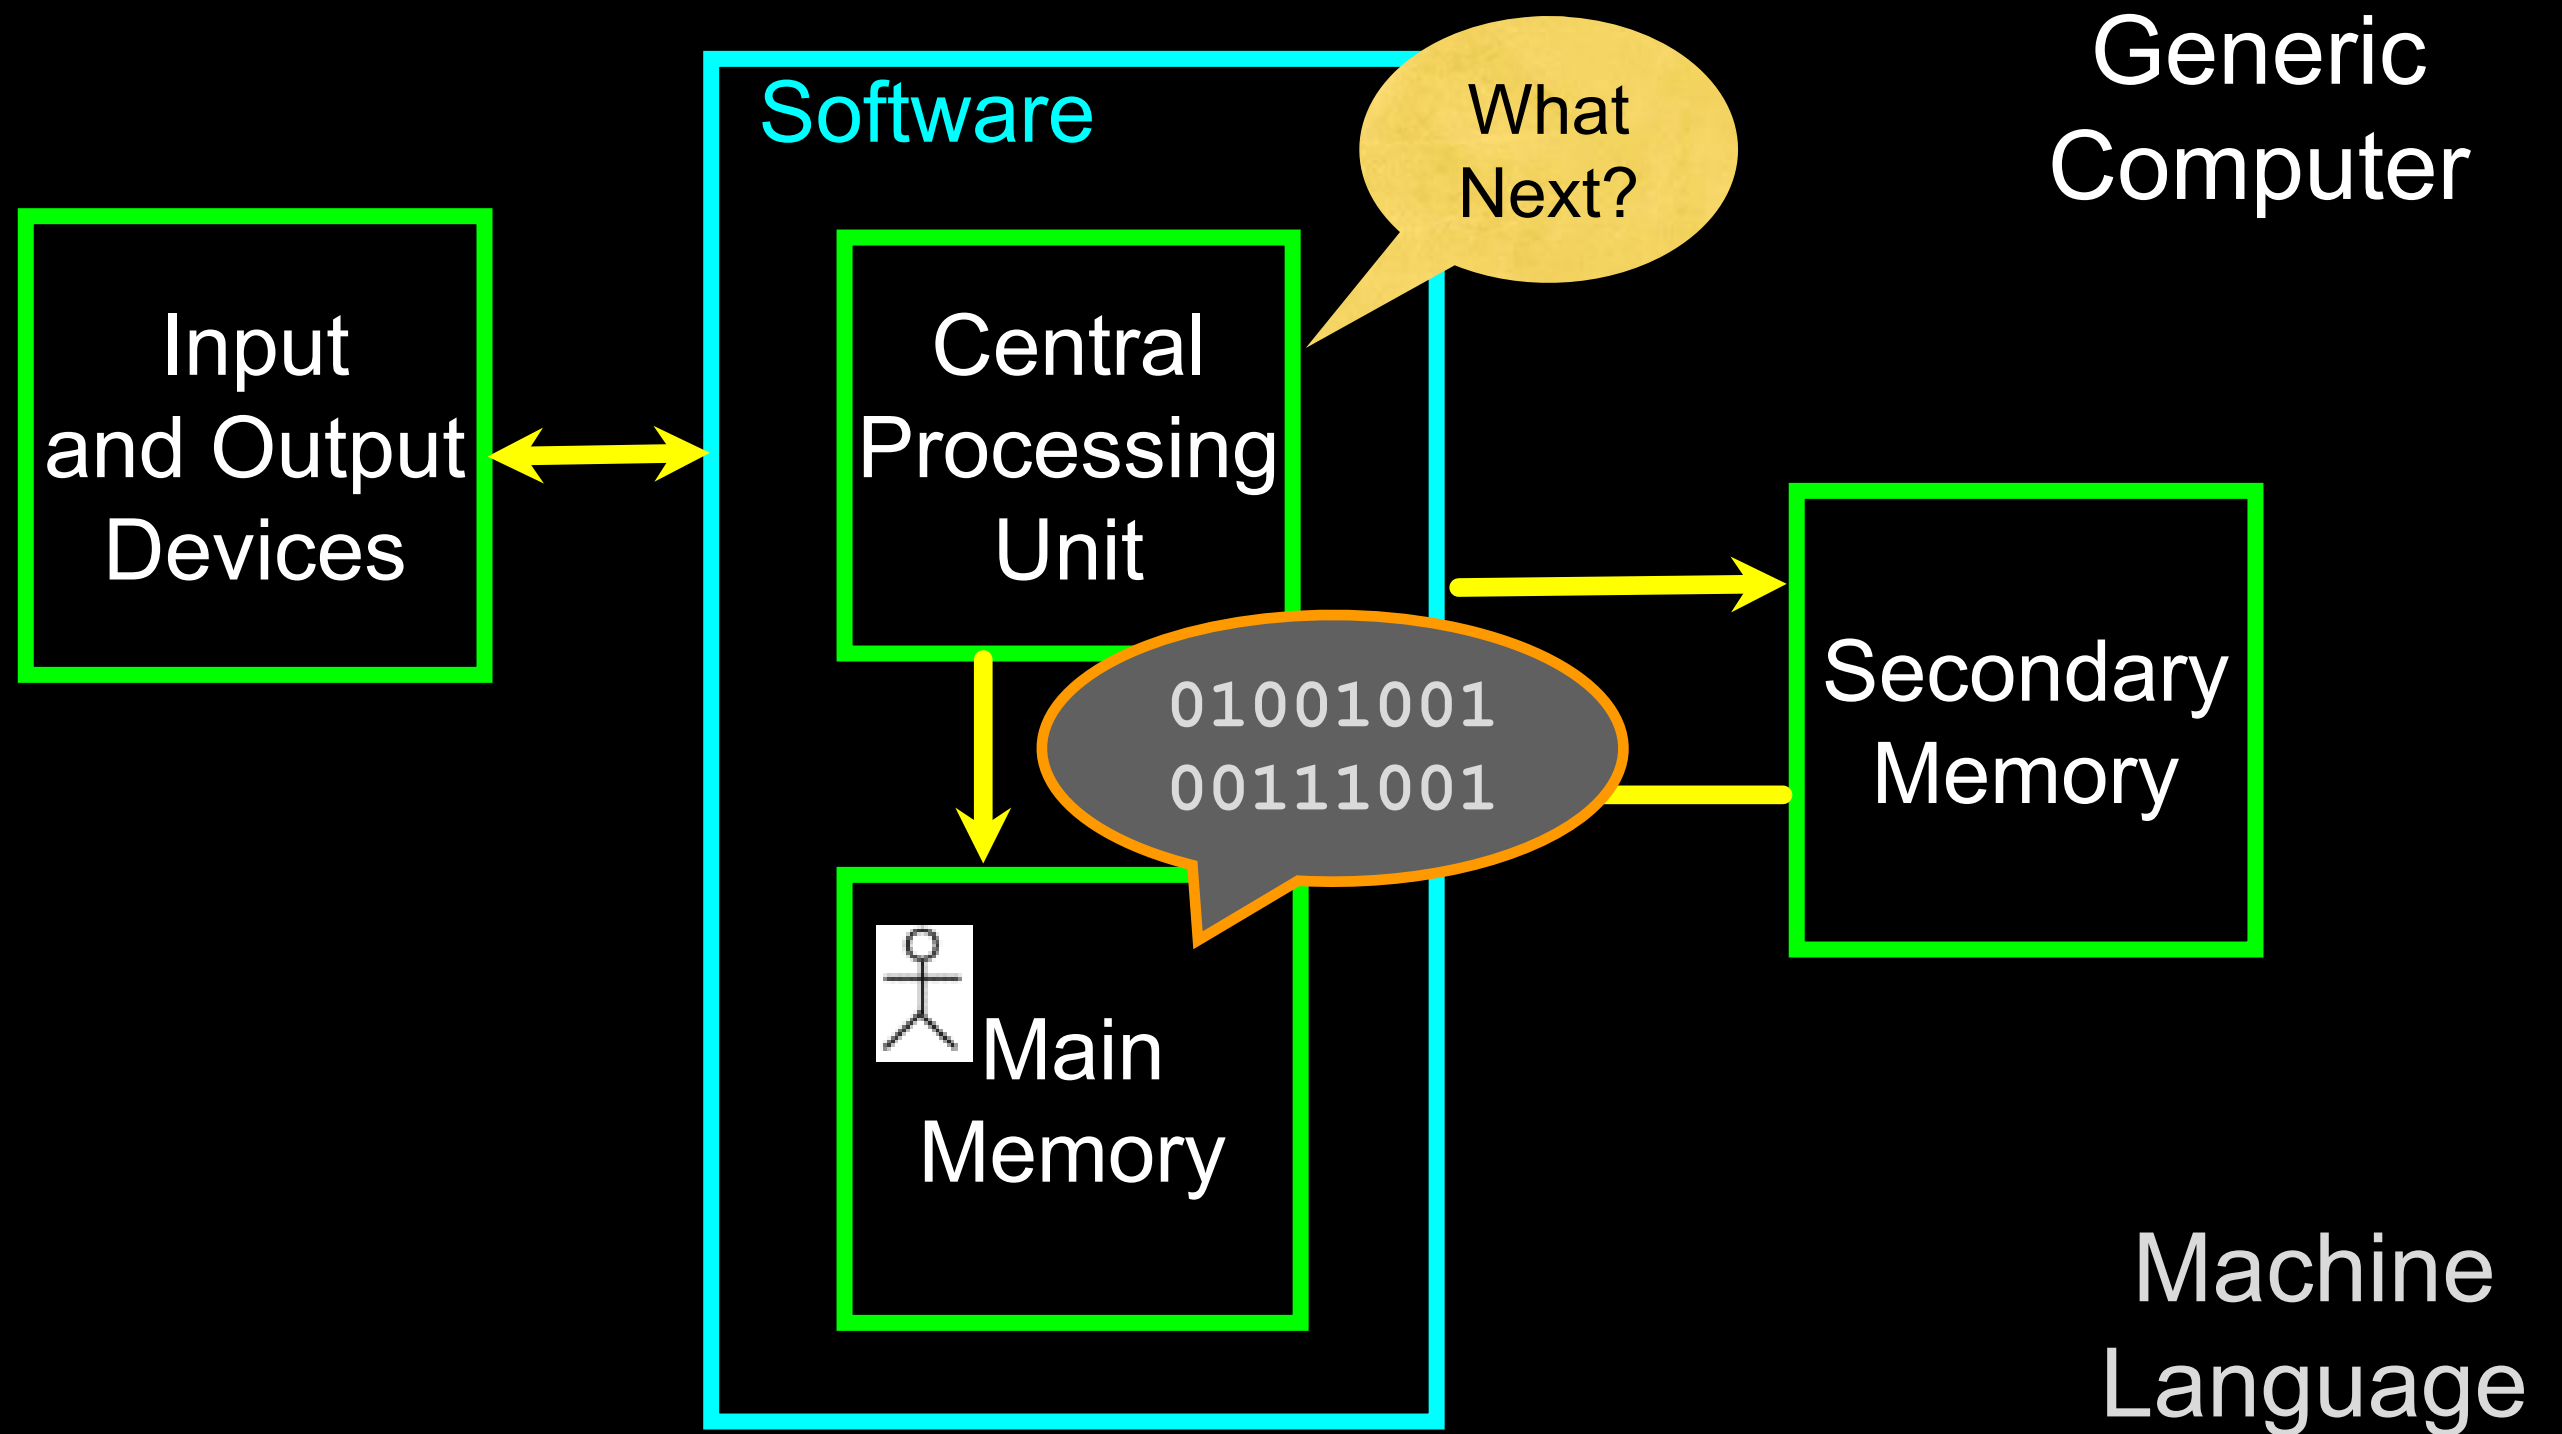 Generic
Computer
Software
What
Next?
Input
and Output
Devices
Central
Processing
Unit
Secondary
Memory
01001001
00111001
Main
Memory
Machine
Language